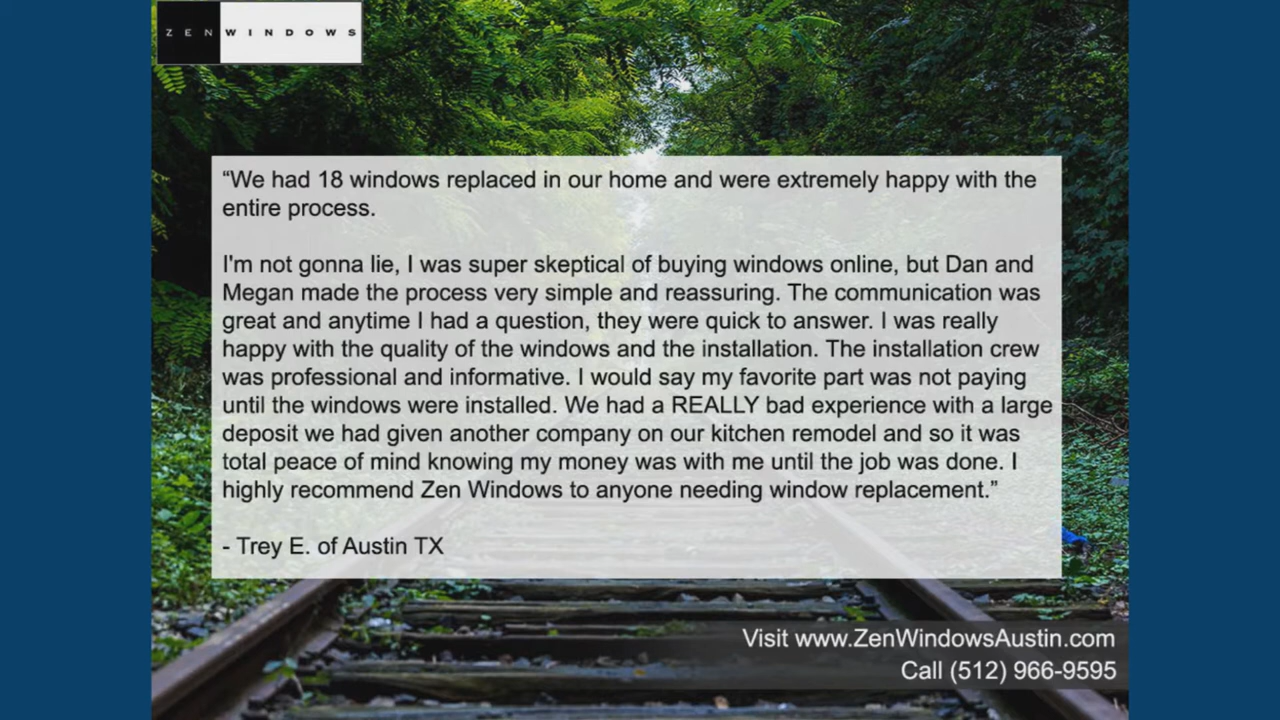 ZEN WINDOWS
“We had 18 windows replaced in our home and were extremely happy with the
entire process.
I'm not gonna lie, I was super skeptical of buying windows online, but Dan and
Megan made the process very simple and reassuring. The communication was
great and anytime I had a question, they were quick to answer. I was really
happy with the quality of the windows and the installation. The installation crew
was professional and informative. I would say my favorite part was not paying
until the windows were installed. We had a REALLY bad experience with a large
deposit we had given another company on our kitchen remodel and so it was
total peace of mind knowing my money was with me until the job was done. I
highly recommend Zen Windows to anyone needing window replacement.”
- Trey E. of Austin TX
Visit www.ZenWindowsAustin.com
Call (512) 966-9595